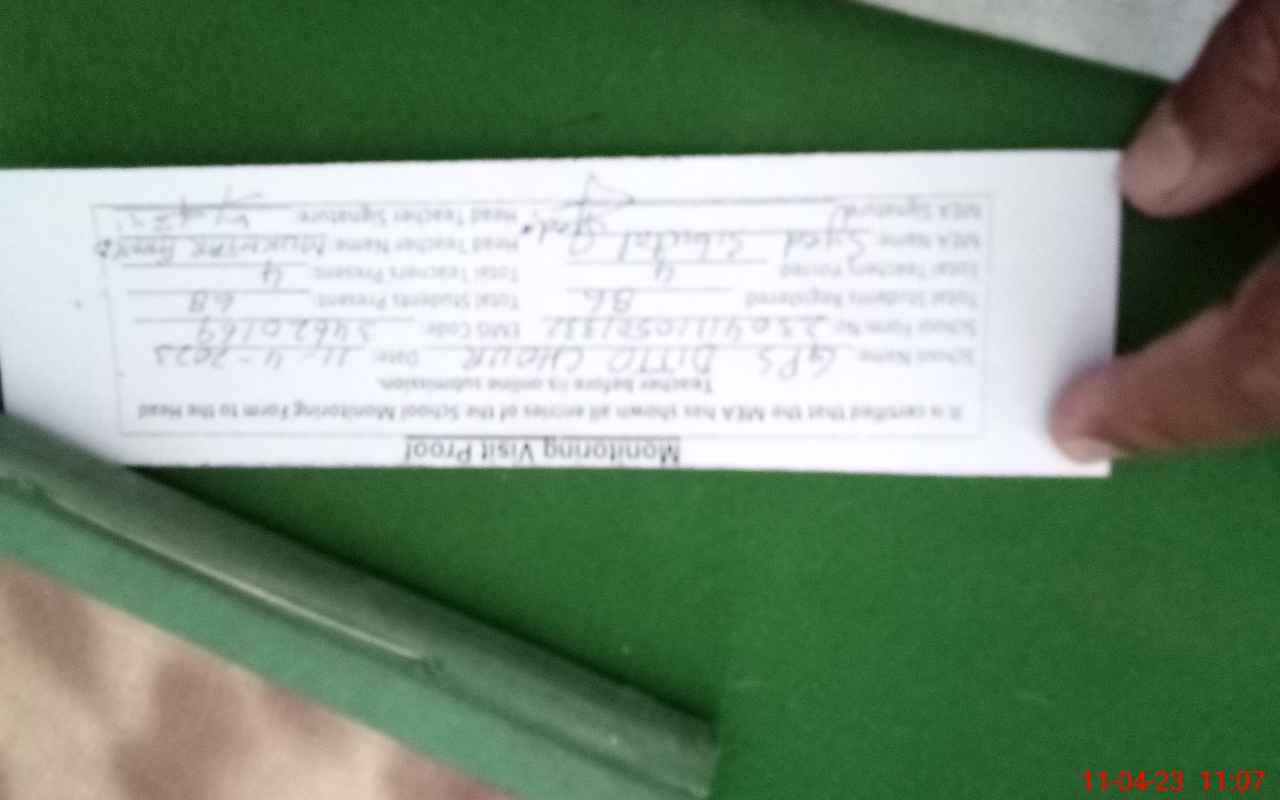 Monitoring Visit Proof
It is certified that the MEA has shown all entries of the School Monitoring Form to the Head
Teacher before its online submission.
School Name: GPS DITTO CHOUR Date: 11-4-2023
School Form No: EMIS Code: 34620169
Total Students Registered: 86 Total Students Present: 68
Total Teachers Posted: 4 Total Teachers Present: 4
MEA Name: Syed Head Teacher Name:
MEA Signature: Head Teacher Signature:
11-04-23 11:07